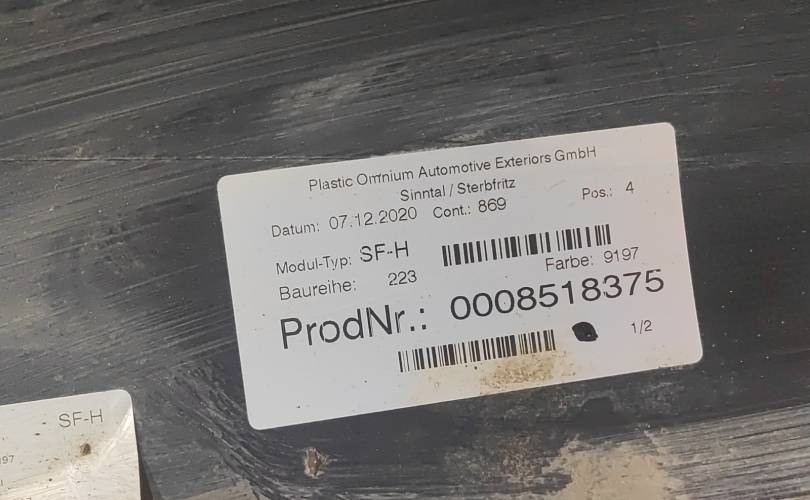 Plastic Omnium Automotive Exteriors GmbH
Sinntal / Sterbfritz
Datum: 07.12.2020 Cont.: 869 Pos.: 4
Modul-Typ: SF-H
Baureihe: 223 Farbe: 9197
ProdNr.: 0008518375
1/2
SF-H
197